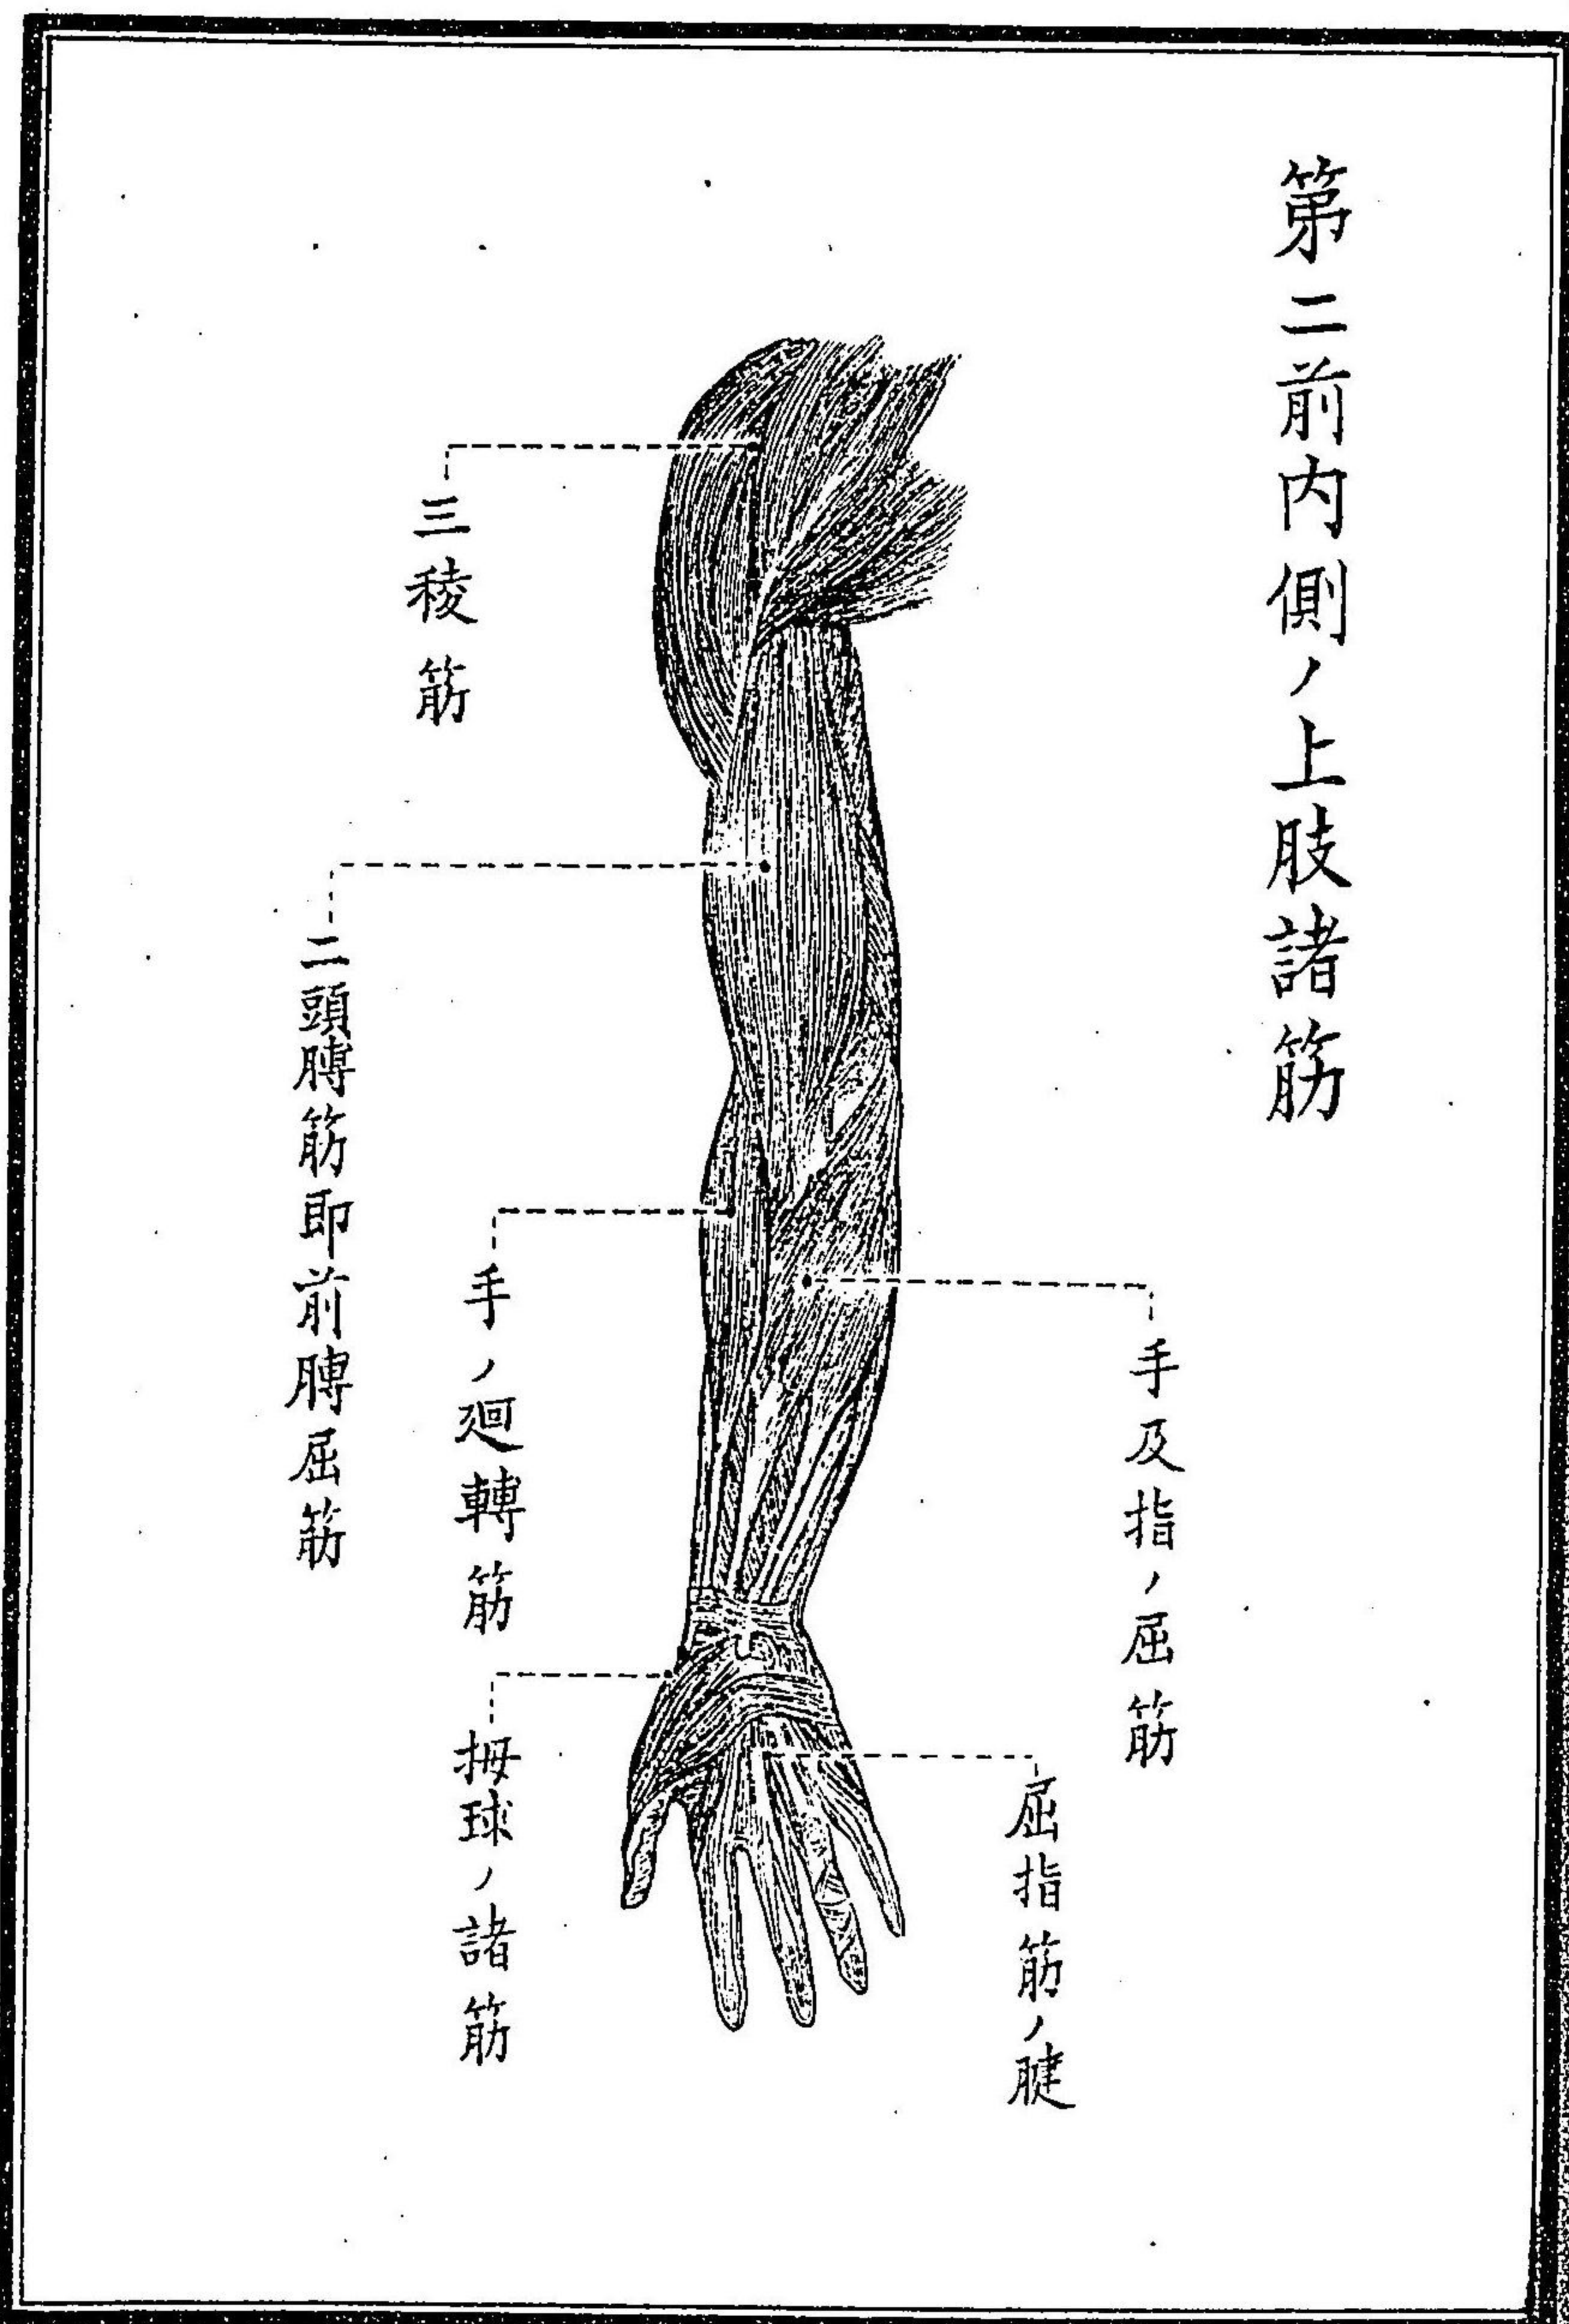 第二前内側ノ上肢諸筋
手及指ノ屈筋
屈指筋ノ腱
三稜筋
手ノ廻轉筋
拇球ノ諸筋
二頭膊筋即前膊屈筋